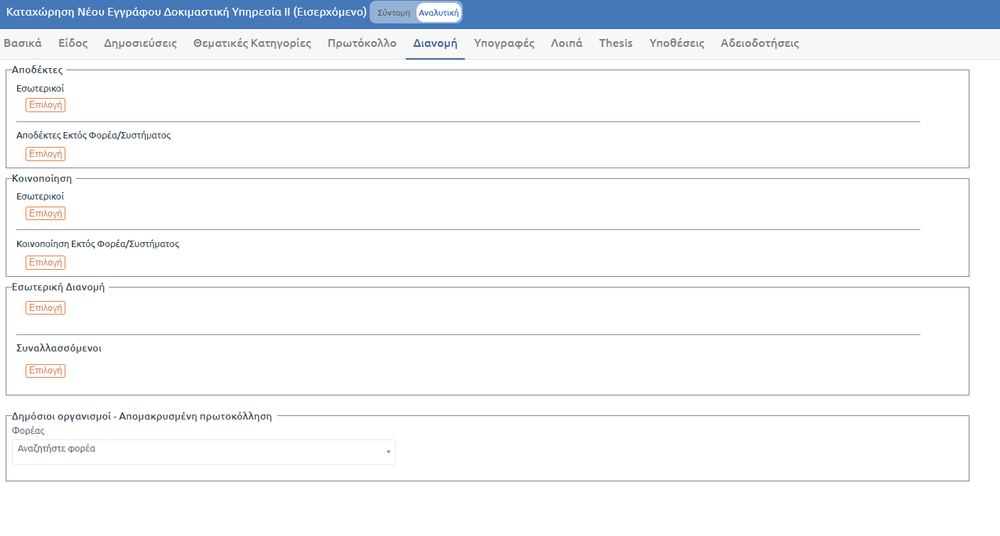 Καταχώρηση Νέου Εγγράφου Δοκιμαστική Υπηρεσία II (Εισερχόμενο) Σύντομη Αναλυτική
Βασικά Είδος Δημοσιεύσεις Θεματικές Κατηγορίες Πρωτόκολλο Διανομή Υπογραφές Λοιπά Thesis Υποθέσεις Αδειοδοτήσεις
Αποδέκτες
Εσωτερικοί
Επιλογή
Αποδέκτες Εκτός Φορέα/Συστήματος
Επιλογή
Κοινοποίηση
Εσωτερικοί
Επιλογή
Κοινοποίηση Εκτός Φορέα/Συστήματος
Επιλογή
Εσωτερική Διανομή
Επιλογή
Συναλλασσόμενοι
Επιλογή
Δημόσιοι οργανισμοί - Απομακρυσμένη πρωτοκόλληση
Φορέας
Αναζητήστε φορέα